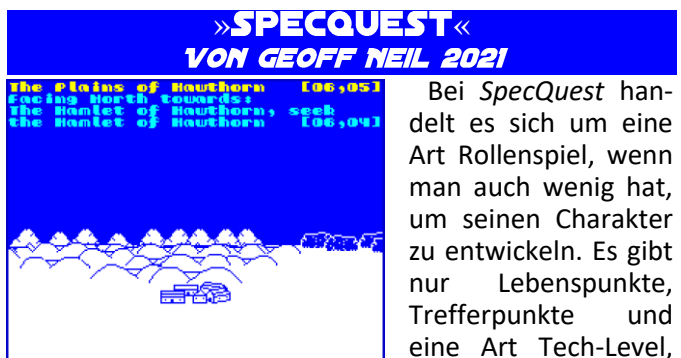 »SPECQUEST«
VON GEOFF NEIL 2021
The Plains of Hawthorn [06,05]
Facing North towards:
The Hamlet of Hawthorn, seek
the Hamlet of Hawthorn [06,04]
Bei SpecQuest han-
delt es sich um eine
Art Rollenspiel, wenn
man auch wenig hat,
um seinen Charakter
zu entwickeln. Es gibt
nur Lebenspunkte,
Trefferpunkte und
eine Art Tech-Level,